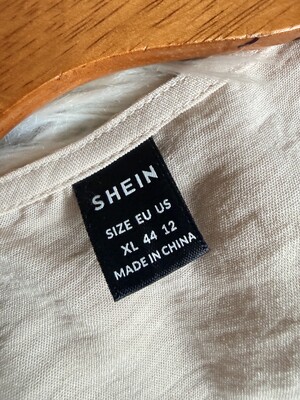 SHEIN
SIZE EU US
XL 44 12
MADE IN CHINA